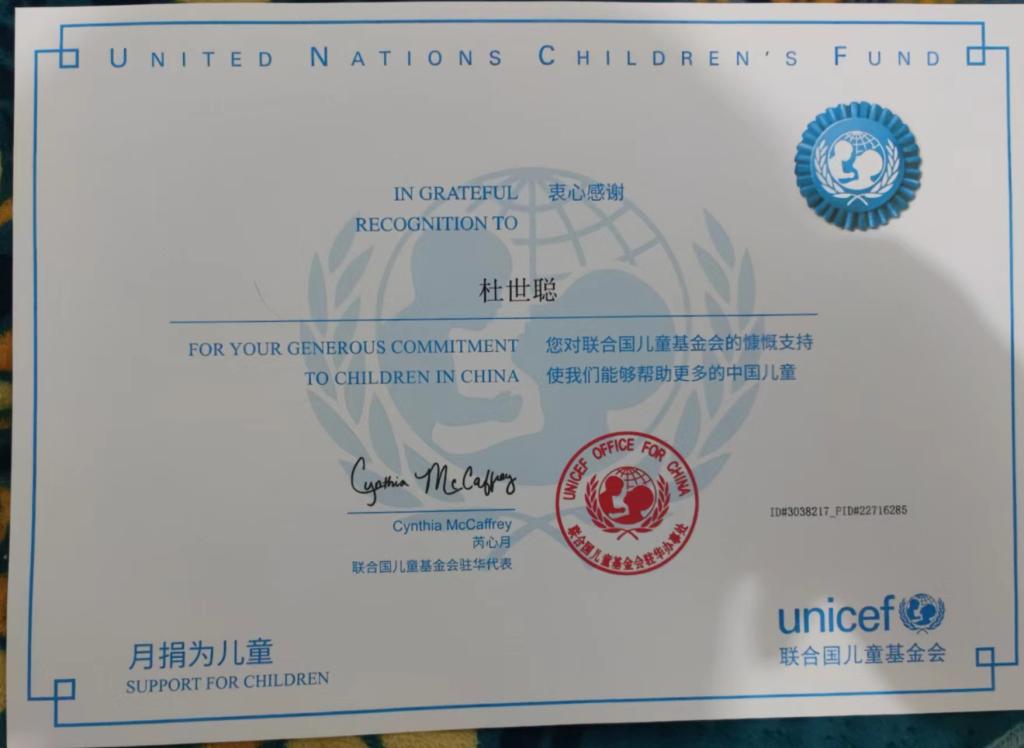 UNITED NATIONS CHILDREN'S FUND
IN GRATEFUL 衷心感谢
RECOGNITION TO
杜世聪
FOR YOUR GENEROUS COMMITMENT 您对联合国儿童基金会的慷慨支持
TO CHILDREN IN CHINA 使我们能够帮助更多的中国儿童
Cynthia McCaffrey
UNICEF OFFICE FOR CHINA
联合国儿童基金会驻华办事处
Cynthia McCaffrey
芮心月
联合国儿童基金会驻华代表
ID#3038217_PID#22716285
月捐为儿童
SUPPORT FOR CHILDREN
unicef
联合国儿童基金会